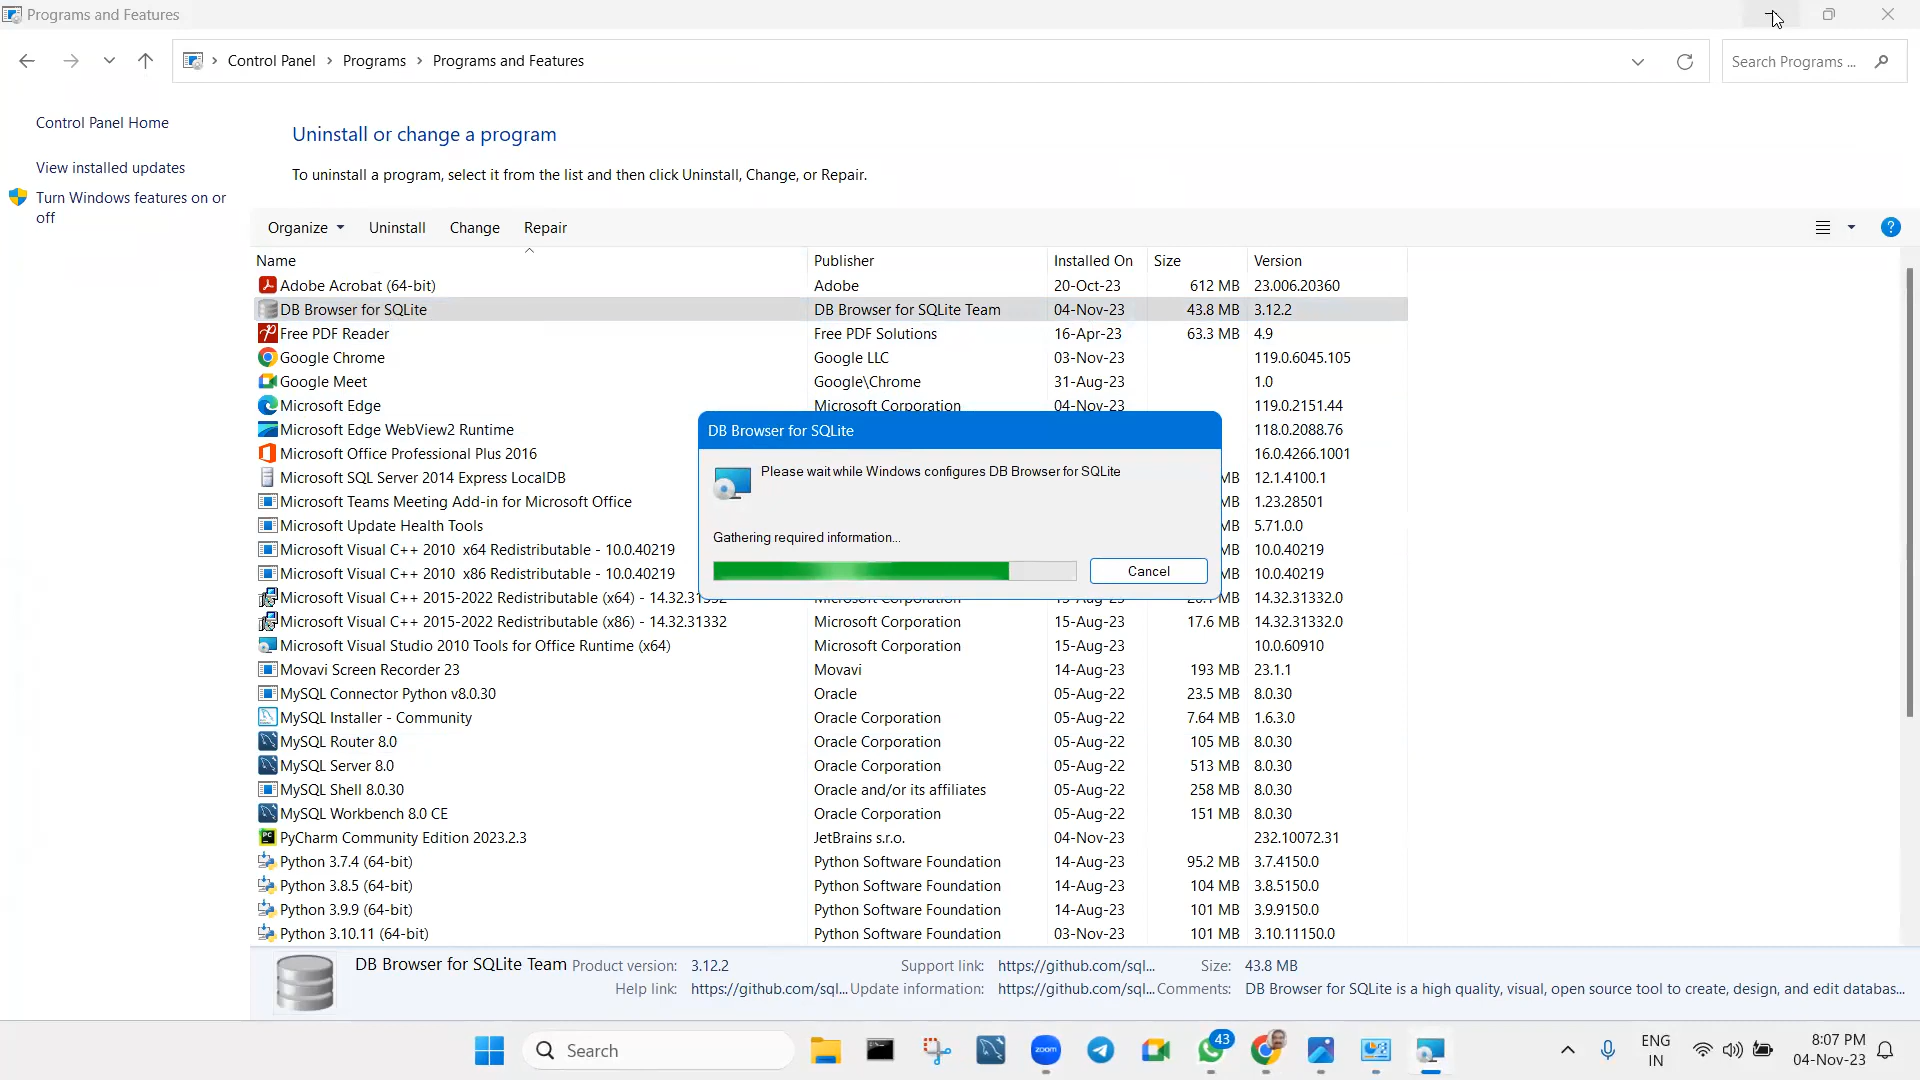 Programs and Features
Control Panel > Programs > Programs and Features
Search Programs ...
Control Panel Home
View installed updates
Turn Windows features on or
off
Uninstall or change a program
To uninstall a program, select it from the list and then click Uninstall, Change, or Repair.
Organize Uninstall Change Repair
Name Publisher Installed On Size Version
Adobe Acrobat (64-bit) Adobe 20-Oct-23 612 MB 23.006.20360
DB Browser for SQLite DB Browser for SQLite Team 04-Nov-23 43.8 MB 3.12.2
Free PDF Reader Free PDF Solutions 16-Apr-23 63.3 MB 4.9
Google Chrome Google LLC 03-Nov-23 119.0.6045.105
Google Meet Google\Chrome 31-Aug-23 1.0
Microsoft Edge Microsoft Corporation 04-Nov-23 119.0.2151.44
Microsoft Edge WebView2 Runtime 118.0.2088.76
Microsoft Office Professional Plus 2016 16.0.4266.1001
Microsoft SQL Server 2014 Express LocalDB MB 12.1.4100.1
Microsoft Teams Meeting Add-in for Microsoft Office MB 1.23.28501
Microsoft Update Health Tools MB 5.71.0.0
Microsoft Visual C++ 2010 x64 Redistributable - 10.0.40219 MB 10.0.40219
Microsoft Visual C++ 2010 x86 Redistributable - 10.0.40219 MB 10.0.40219
Microsoft Visual C++ 2015-2022 Redistributable (x64) - 14.32.31332 Microsoft Corporation 15-Aug-23 MB 14.32.31332.0
Microsoft Visual C++ 2015-2022 Redistributable (x86) - 14.32.31332 Microsoft Corporation 15-Aug-23 17.6 MB 14.32.31332.0
Microsoft Visual Studio 2010 Tools for Office Runtime (x64) Microsoft Corporation 15-Aug-23 10.0.60910
Movavi Screen Recorder 23 Movavi 14-Aug-23 193 MB 23.1.1
MySQL Connector Python v8.0.30 Oracle 05-Aug-22 23.5 MB 8.0.30
MySQL Installer - Community Oracle Corporation 05-Aug-22 7.64 MB 1.6.3.0
MySQL Router 8.0 Oracle Corporation 05-Aug-22 105 MB 8.0.30
MySQL Server 8.0 Oracle Corporation 05-Aug-22 513 MB 8.0.30
MySQL Shell 8.0.30 Oracle and/or its affiliates 05-Aug-22 258 MB 8.0.30
MySQL Workbench 8.0 CE Oracle Corporation 05-Aug-22 151 MB 8.0.30
PyCharm Community Edition 2023.2.3 JetBrains s.r.o. 04-Nov-23 232.10072.31
Python 3.7.4 (64-bit) Python Software Foundation 14-Aug-23 95.2 MB 3.7.4150.0
Python 3.8.5 (64-bit) Python Software Foundation 14-Aug-23 104 MB 3.8.5150.0
Python 3.9.9 (64-bit) Python Software Foundation 14-Aug-23 101 MB 3.9.9150.0
Python 3.10.11 (64-bit) Python Software Foundation 03-Nov-23 101 MB 3.10.11150.0
DB Browser for SQLite
Please wait while Windows configures DB Browser for SQLite
Gathering required information...
Cancel
DB Browser for SQLite Team Product version: 3.12.2 Support link: https://github.com/sql... Size: 43.8 MB
Help link: https://github.com/sql... Update information: https://github.com/sql... Comments: DB Browser for SQLite is a high quality, visual, open source tool to create, design, and edit databas...
Search
zoom
43
PC
ENG
IN
8:07 PM
04-Nov-23